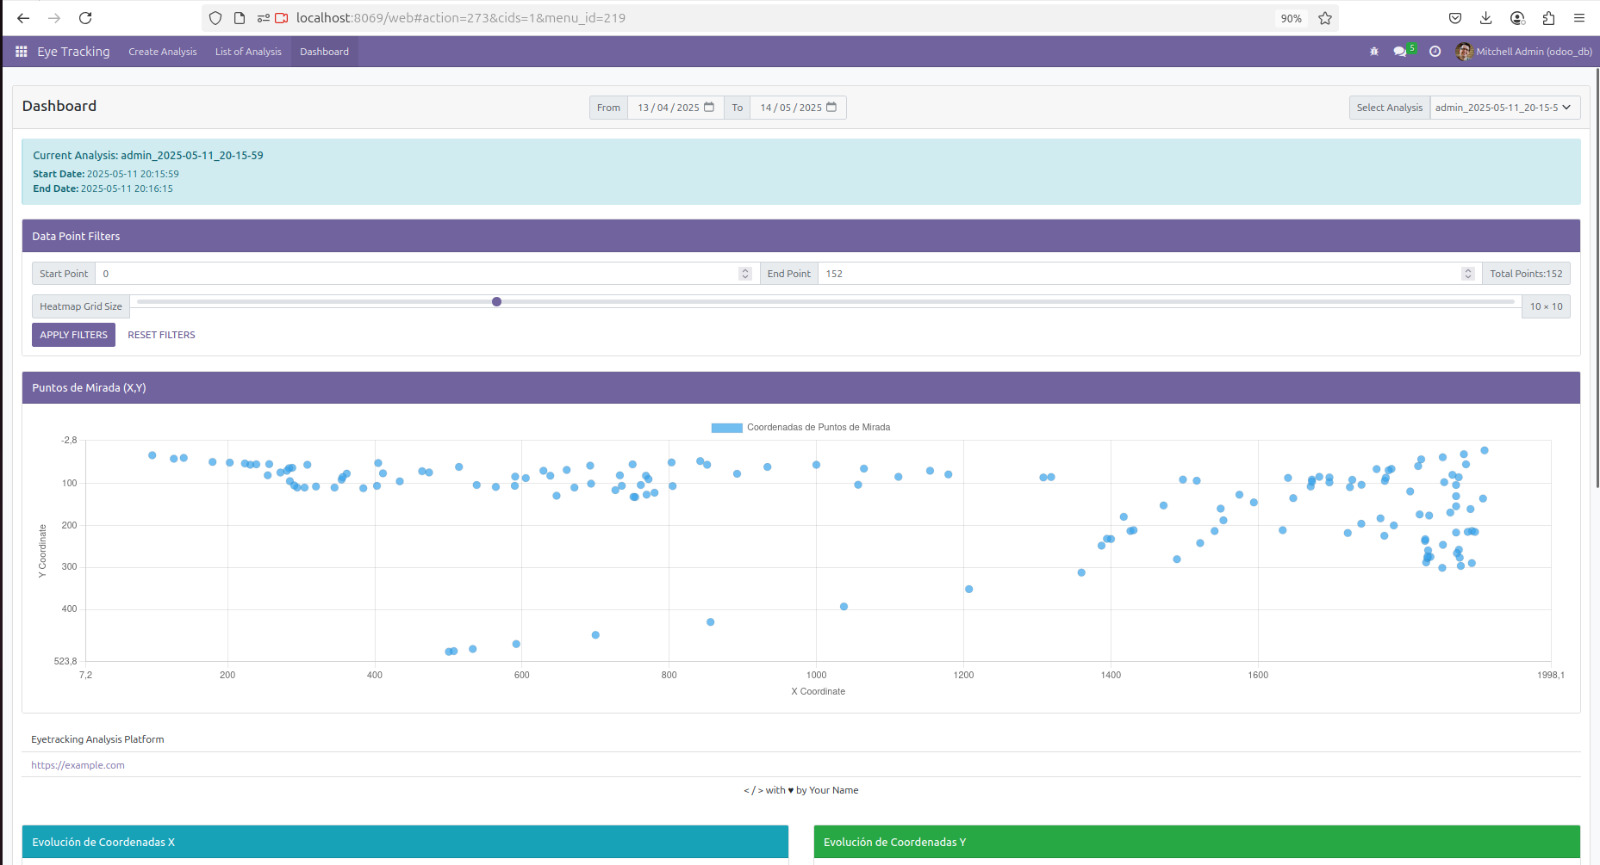 localhost:8069/web#action=273&cids=1&menu_id=219
90%
Eye Tracking
Create Analysis
List of Analysis
Dashboard
5
Mitchell Admin (odoo_db)
Dashboard
From
13 / 04 / 2025
To
14 / 05 / 2025
Select Analysis
admin_2025-05-11_20-15-5
Current Analysis: admin_2025-05-11_20-15-59
Start Date: 2025-05-11 20:15:59
End Date: 2025-05-11 20:16:15
Data Point Filters
Start Point
0
End Point
152
Total Points:152
Heatmap Grid Size
10 × 10
APPLY FILTERS
RESET FILTERS
Puntos de Mirada (X,Y)
Coordenadas de Puntos de Mirada
-2,8
100
200
300
400
523,8
Y Coordinate
7,2
200
400
600
800
1000
1200
1400
1600
1998,1
X Coordinate
Eyetracking Analysis Platform
https://example.com
< / > with ♥ by Your Name
Evolución de Coordenadas X
Evolución de Coordenadas Y